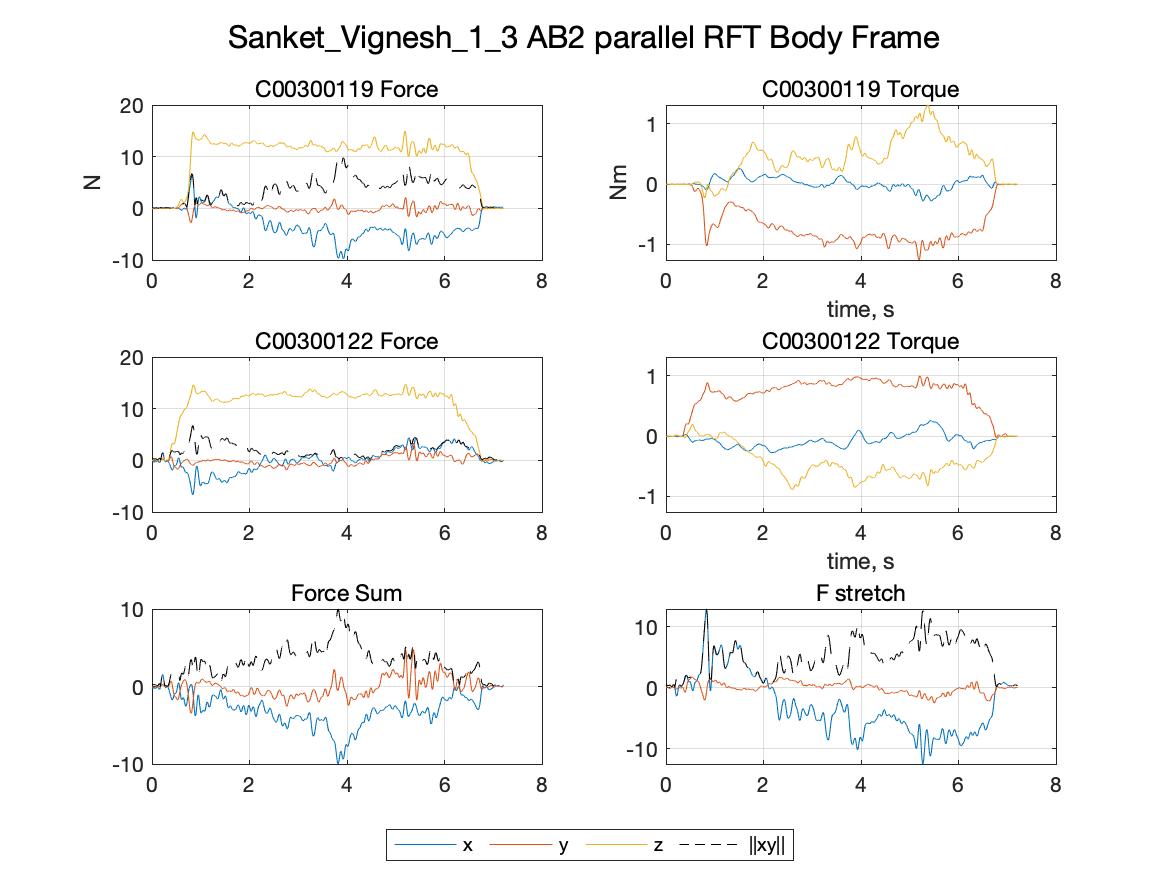 Sanket_Vignesh_1_3 AB2 parallel RFT Body Frame
C00300119 Force
20
10
0
-10
N
0 2 4 6 8
C00300119 Torque
1
0
-1
Nm
0 2 4 6 8
time, s
C00300122 Force
20
10
0
-10
0 2 4 6 8
C00300122 Torque
1
0
-1
0 2 4 6 8
time, s
Force Sum
10
0
-10
0 2 4 6 8
F stretch
10
0
-10
0 2 4 6 8
x y z ||xy||